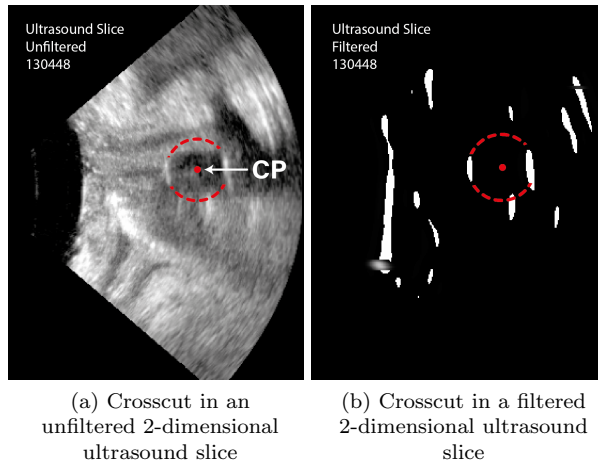 Ultrasound Slice
Unfiltered
130448
CP
Ultrasound Slice
Filtered
130448
(a) Crosscut in an
unfiltered 2-dimensional
ultrasound slice
(b) Crosscut in a filtered
2-dimensional ultrasound
slice